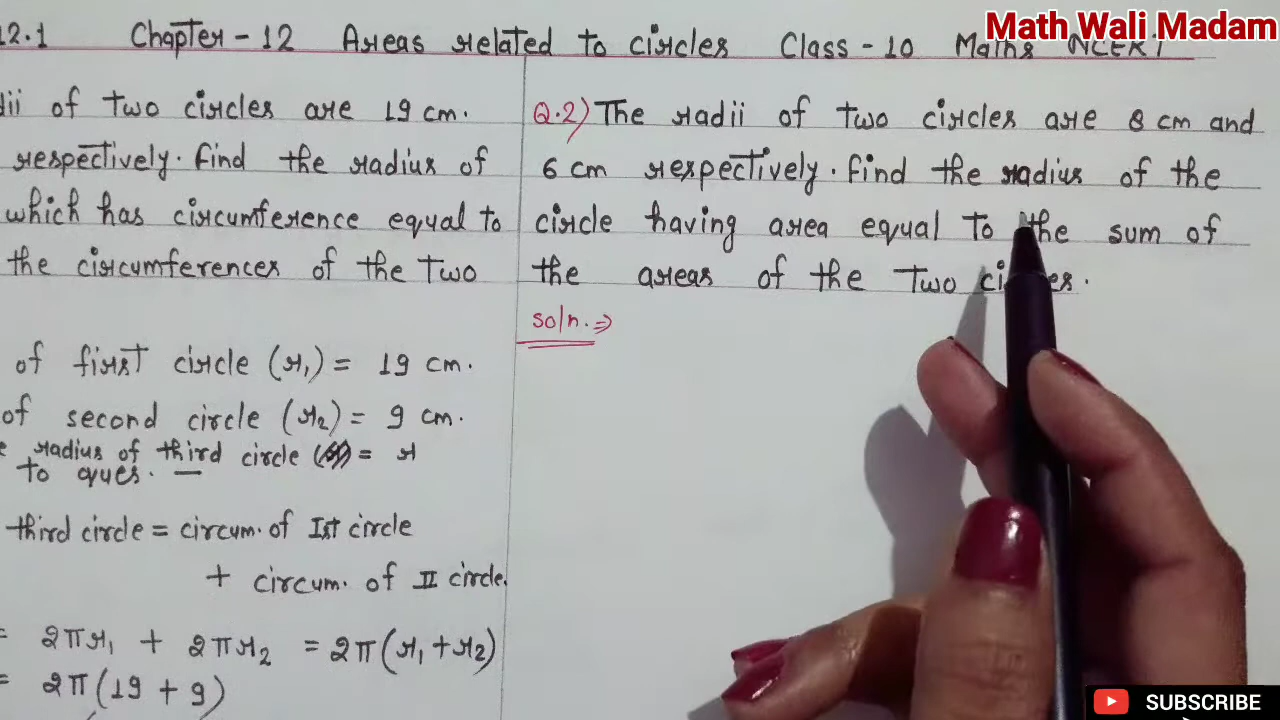 12.1 Chapter - 12 Areas related to circles Class - 10 Maths NCERT
Math Wali Madam
dii of two circles are 19 cm.
respectively. find the radius of
which has circumference equal to
the circumferences of the two
of first circle (r₁) = 19 cm.
of second circle (r₂) = 9 cm.
radius of third circle = r
to ques. —
third circle = circum. of Ist circle
+ circum. of II circle.
= 2πr₁ + 2πr₂ = 2π(r₁+r₂)
= 2π(19 + 9)
Q.2) The radii of two circles are 8 cm and
6 cm respectively. find the radius of the
circle having area equal to the sum of
the areas of the two circles.
soln. ⇒
SUBSCRIBE